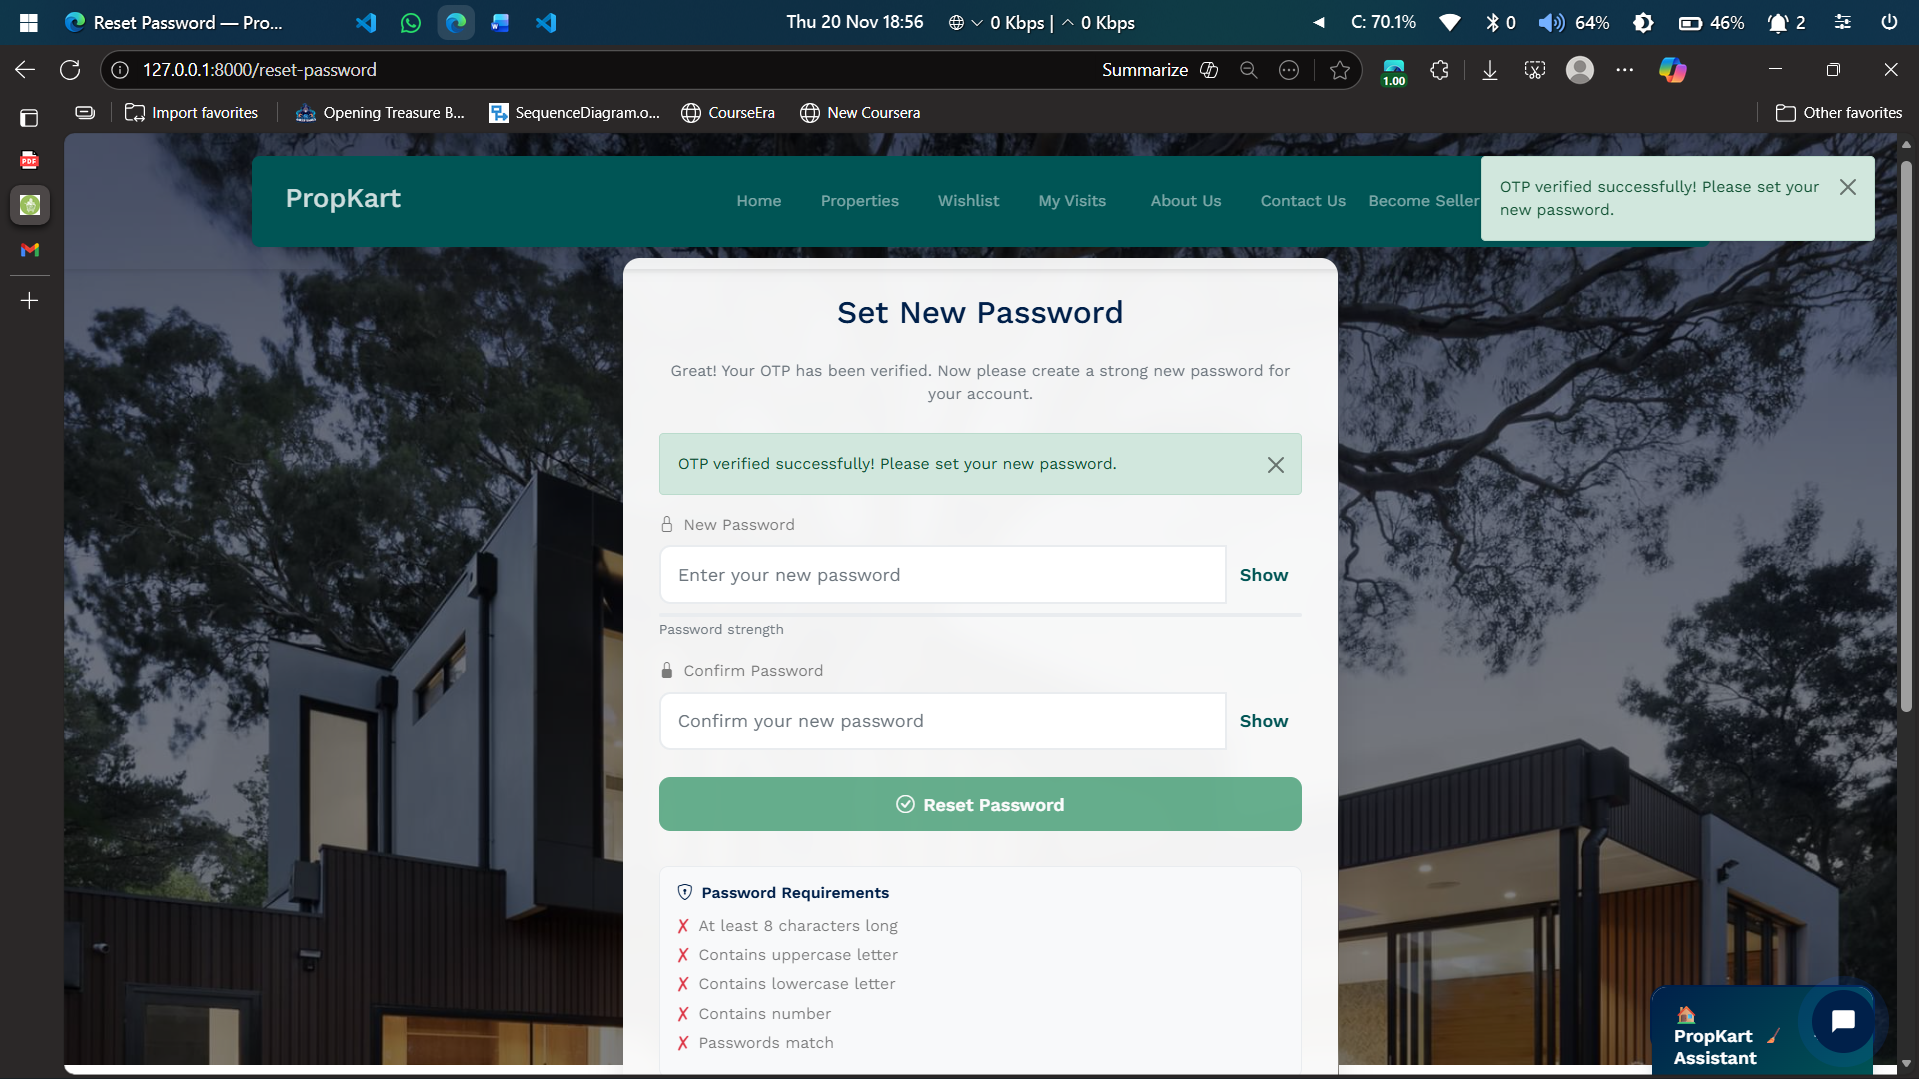 Reset Password — Pro...
Thu 20 Nov 18:56
0 Kbps | 0 Kbps
C: 70.1%
0
64%
46%
2
127.0.0.1:8000/reset-password
Summarize
1.00
Import favorites
Opening Treasure B...
SequenceDiagram.o...
CourseEra
New Coursera
Other favorites
PDF
PropKart
Home
Properties
Wishlist
My Visits
About Us
Contact Us
Become Seller
OTP verified successfully! Please set your
new password.
Set New Password
Great! Your OTP has been verified. Now please create a strong new password for
your account.
OTP verified successfully! Please set your new password.
New Password
Enter your new password
Show
Password strength
Confirm Password
Confirm your new password
Show
Reset Password
Password Requirements
✗ At least 8 characters long
✗ Contains uppercase letter
✗ Contains lowercase letter
✗ Contains number
✗ Passwords match
🏠
PropKart
Assistant